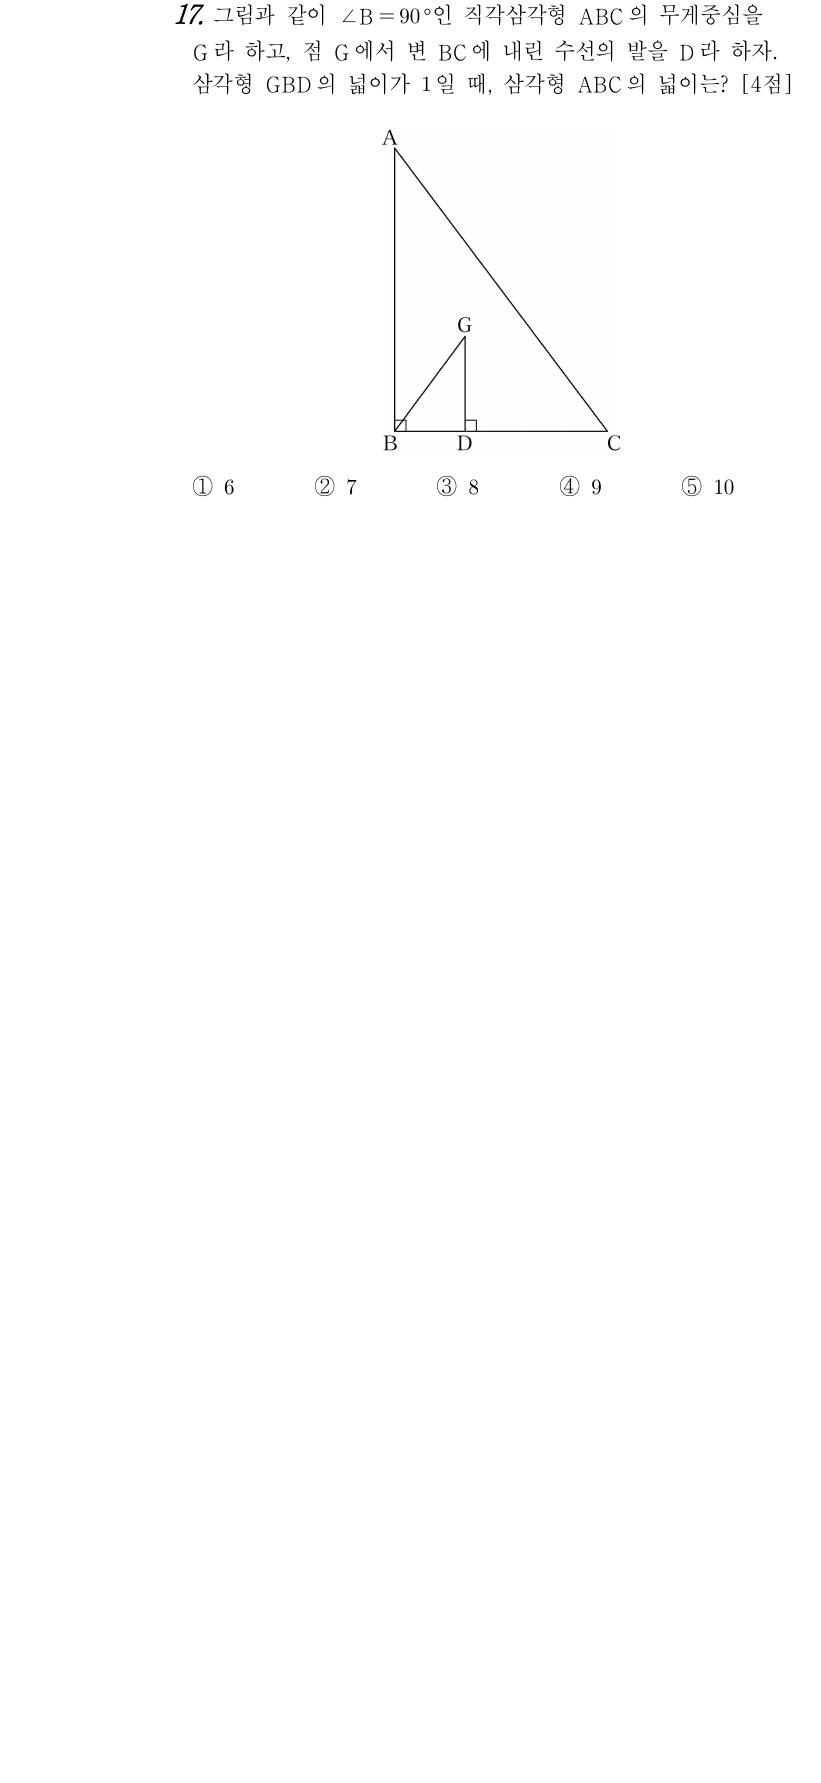 17. 그림과 같이 ∠B=90°인 직각삼각형 ABC의 무게중심을
G라 하고, 점 G에서 변 BC에 내린 수선의 발을 D라 하자.
삼각형 GBD의 넓이가 1일 때, 삼각형 ABC의 넓이는? [4점]
A
G
B D C
① 6 ② 7 ③ 8 ④ 9 ⑤ 10